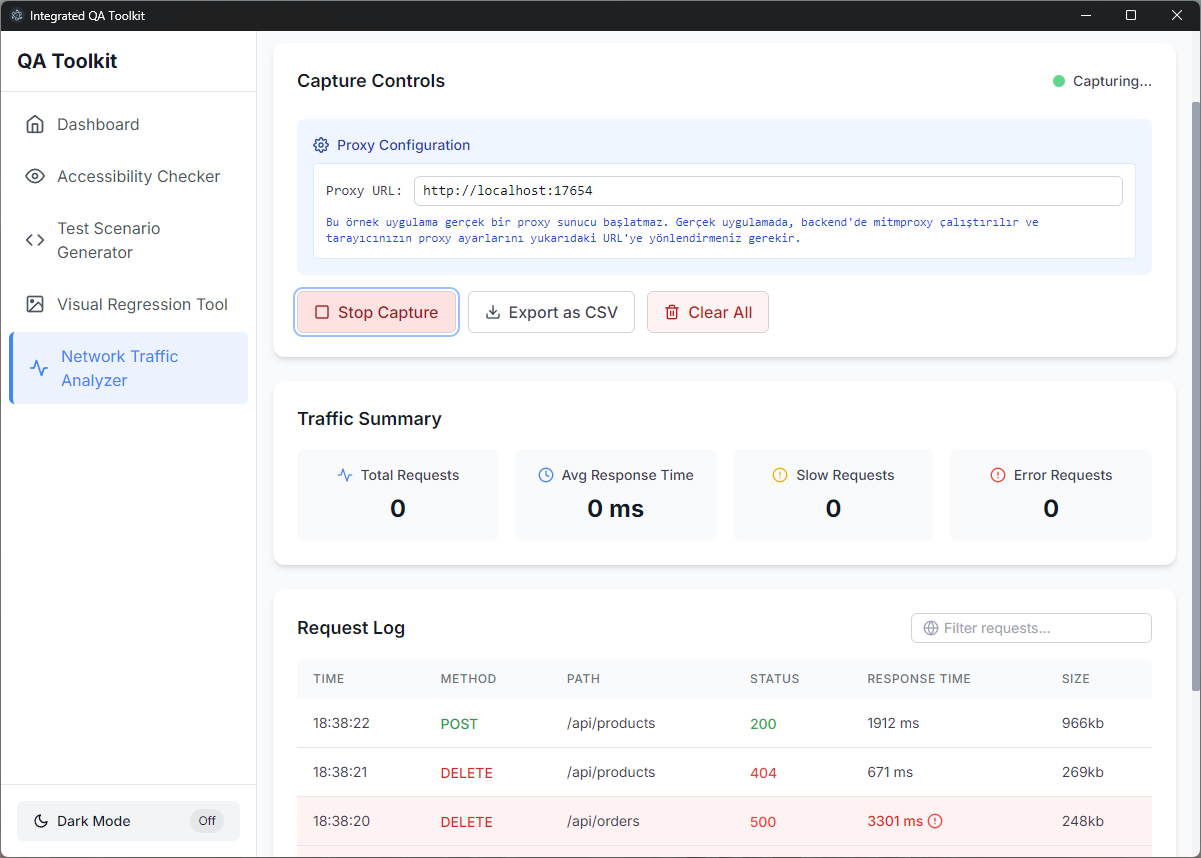 Integrated QA Toolkit
QA Toolkit
Dashboard
Accessibility Checker
Test Scenario
Generator
Visual Regression Tool
Network Traffic
Analyzer
Dark Mode
Off
Capture Controls
Capturing...
Proxy Configuration
Proxy URL:
http://localhost:17654
Bu örnek uygulama gerçek bir proxy sunucu başlatmaz. Gerçek uygulamada, backend'de mitmproxy çalıştırılır ve
tarayıcınızın proxy ayarlarını yukarıdaki URL'ye yönlendirmeniz gerekir.
Stop Capture
Export as CSV
Clear All
Traffic Summary
Total Requests
0
Avg Response Time
0 ms
Slow Requests
0
Error Requests
0
Request Log
Filter requests...
TIME METHOD PATH STATUS RESPONSE TIME SIZE
18:38:22 POST /api/products 200 1912 ms 966kb
18:38:21 DELETE /api/products 404 671 ms 269kb
18:38:20 DELETE /api/orders 500 3301 ms 248kb